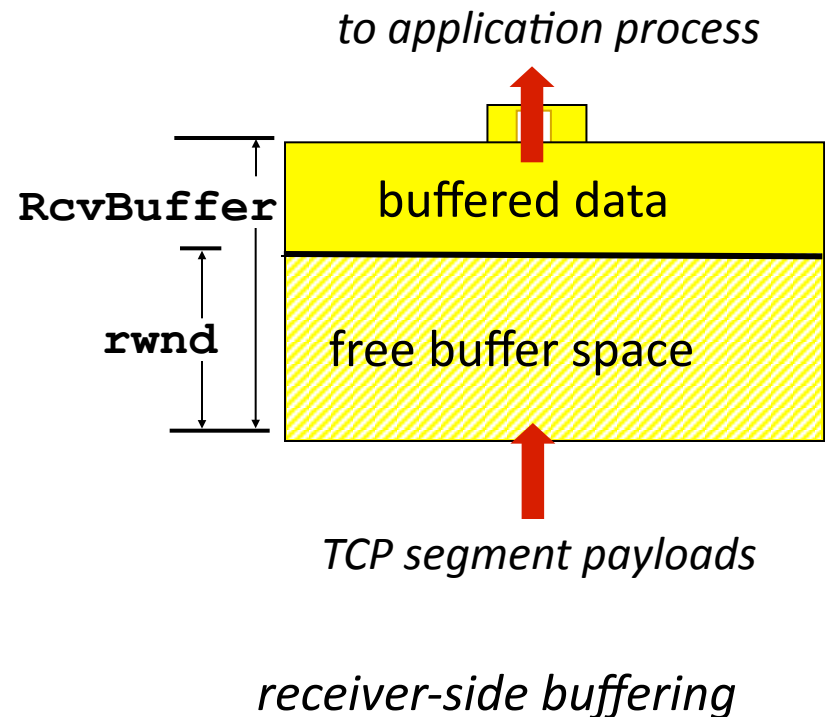 to application process
RcvBuffer
buffered data
rwnd
free buffer space
TCP segment payloads
receiver-side buffering